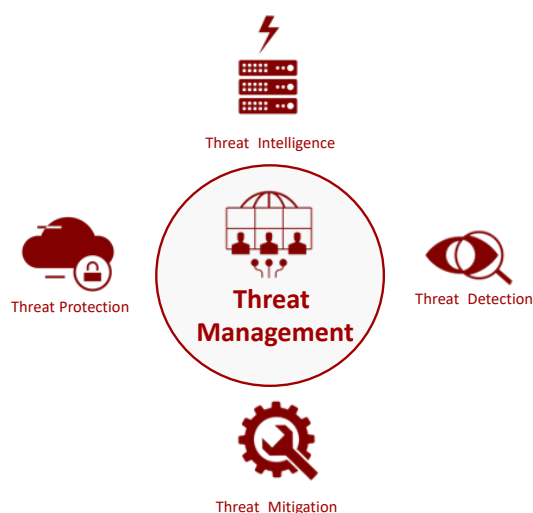 Threat Intelligence
Threat Protection
Threat
Management
Threat Detection
Threat Mitigation